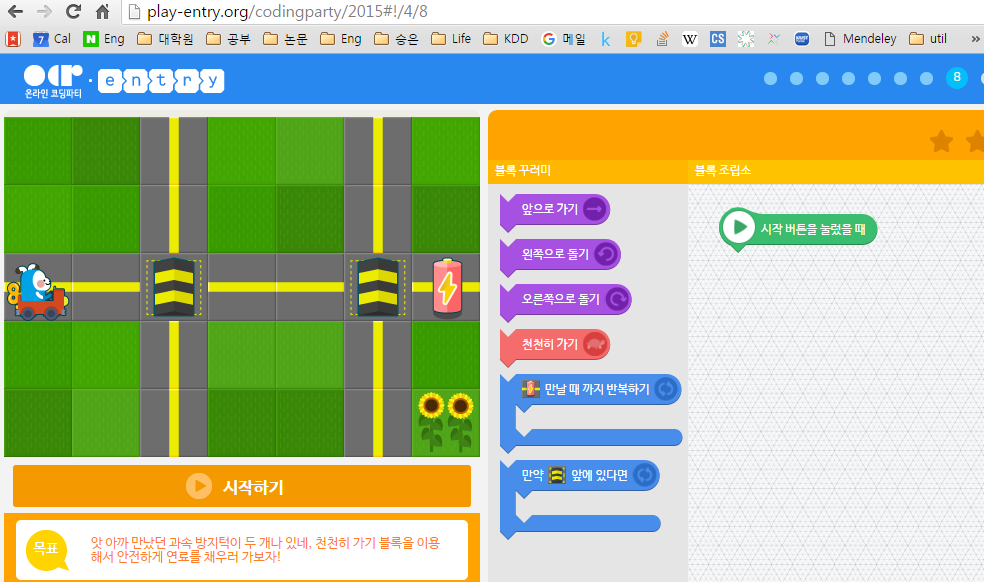 play-entry.org/codingparty/2015#!/4/8
7 Cal N Eng 대학원 공부 논문 Eng 승은 Life KDD G 메일 k W CS Mendeley util »
온라인 코딩파티
entry
8
블록 꾸러미 블록 조립소
앞으로 가기
시작 버튼을 눌렀을 때
왼쪽으로 돌기
오른쪽으로 돌기
천천히 가기
만날 때 까지 반복하기
만약 앞에 있다면
시작하기
목표
앗 아까 만났던 과속 방지턱이 두 개나 있네, 천천히 가기 블록을 이용
해서 안전하게 연료를 채우러 가보자!